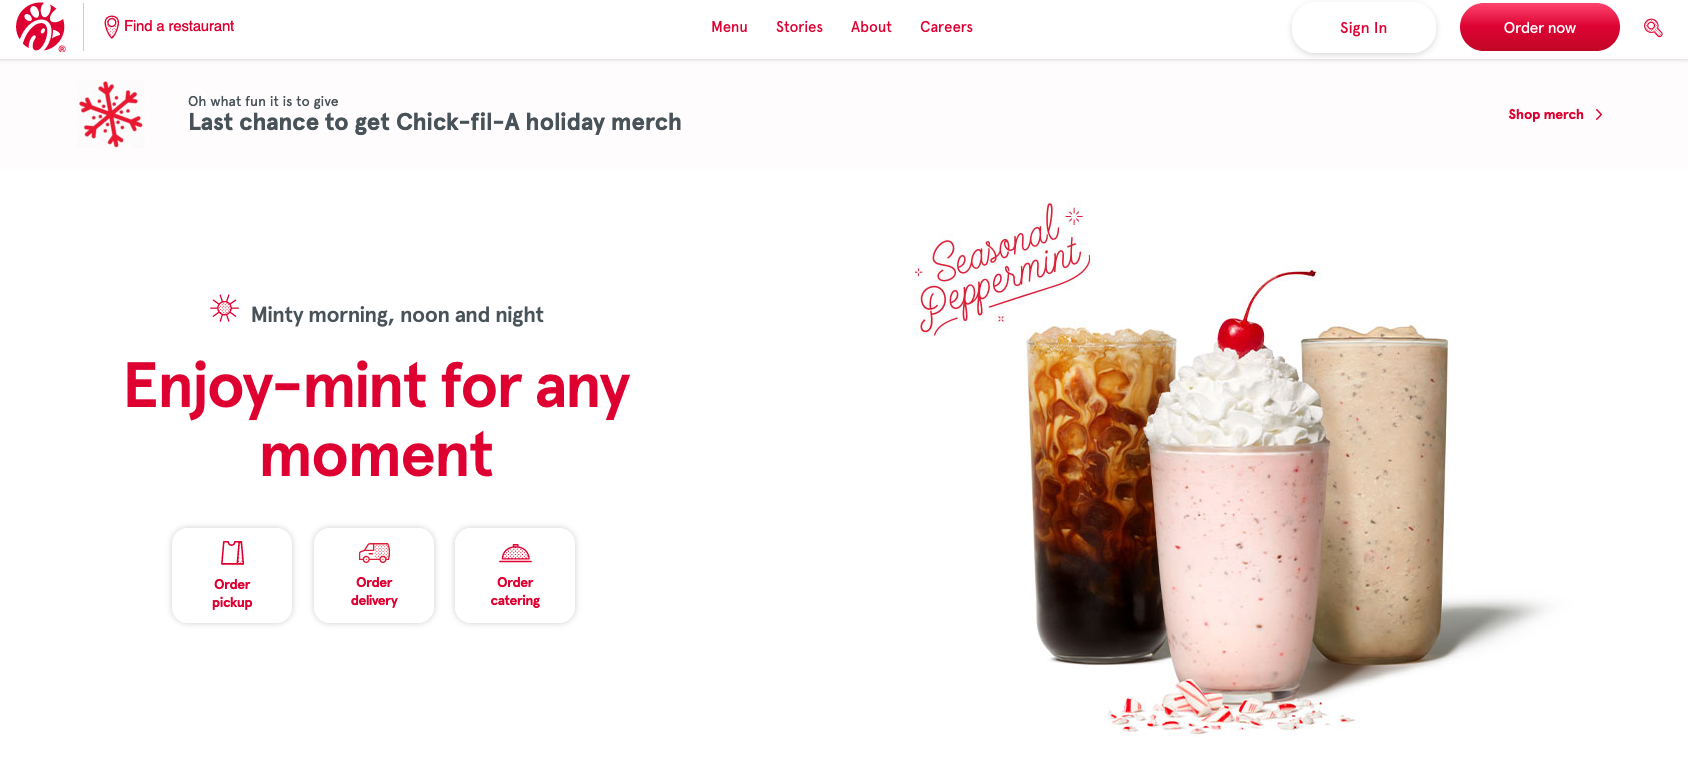 Find a restaurant
Menu
Stories
About
Careers
Sign In
Order now
Oh what fun it is to give
Last chance to get Chick-fil-A holiday merch
Shop merch
Minty morning, noon and night
Enjoy-mint for any
moment
Order
pickup
Order
delivery
Order
catering
Seasonal
Peppermint